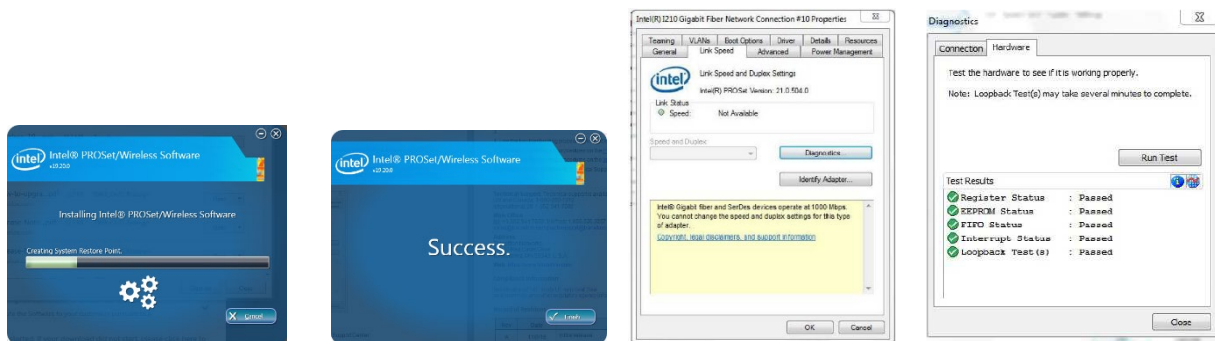 intel Intel® PROSet/Wireless Software
Installing Intel® PROSet/Wireless Software
Creating System Restore Point.
X Cancel
intel Intel® PROSet/Wireless Software
Success.
Intel(R) I210 Gigabit Fiber Network Connection #10 Properties
Teaming VLANs Boot Options Driver Details Resources
General Link Speed Advanced Power Management
intel
Link Speed and Duplex Settings
Intel(R) PROSet Version: 21.0.504.0
Link Status
Speed: Not Available
Speed and Duplex:
Diagnostics...
Identify Adapter...
Intel® Gigabit fiber and SerDes devices operate at 1000 Mbps.
You cannot change the speed and duplex settings for this type
of adapter.
Copyright, legal disclaimers, and support information
OK Cancel
Diagnostics
Connection Hardware
Test the hardware to see if it is working properly.
Note: Loopback Test(s) may take several minutes to complete.
Run Test
Test Results
Register Status : Passed
EEPROM Status : Passed
FIFO Status : Passed
Interrupt Status : Passed
Loopback Test(s) : Passed
Close